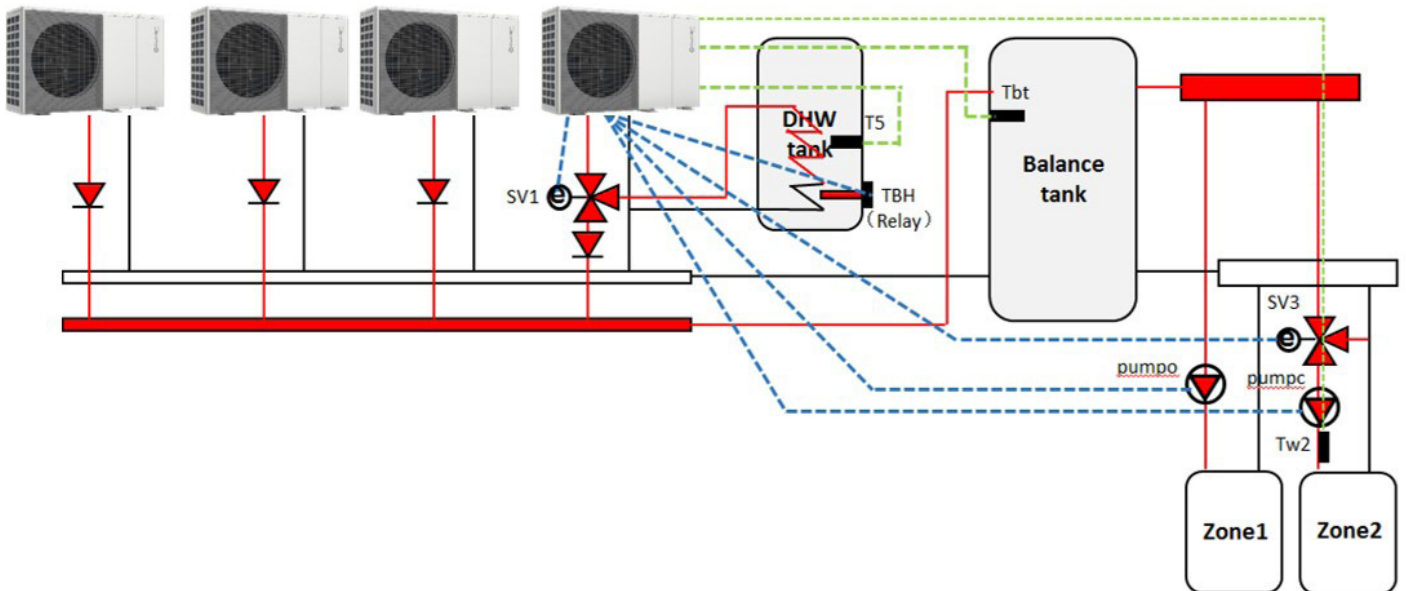 Tbt
T5
DHW
tank
Balance
tank
SV1
e
TBH
（Relay）
SV3
e
pumpo
pumpc
Tw2
Zone1
Zone2